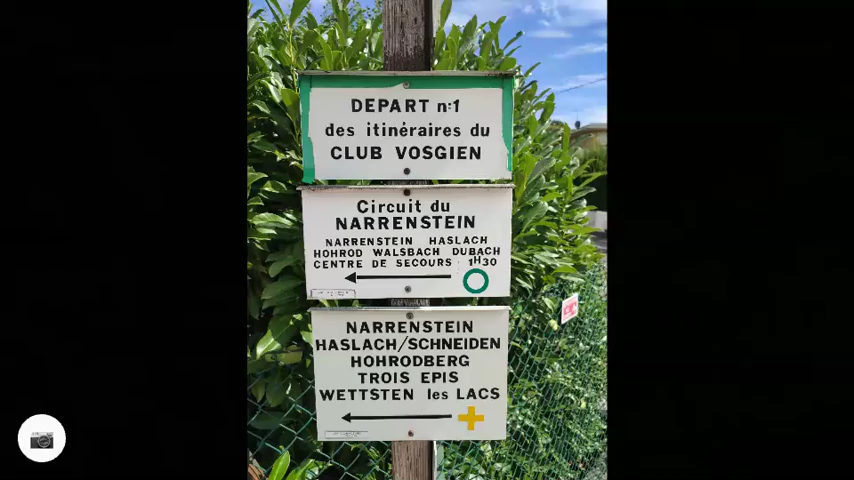 DEPART n:1
des itinéraires du
CLUB VOSGIEN
Circuit du
NARRENSTEIN
NARRENSTEIN HASLACH
HOHROD WALSBACH DUBACH
CENTRE DE SECOURS 1H30
NARRENSTEIN
HASLACH/SCHNEIDEN
HOHRODBERG
TROIS EPIS
WETTSTEN les LACS